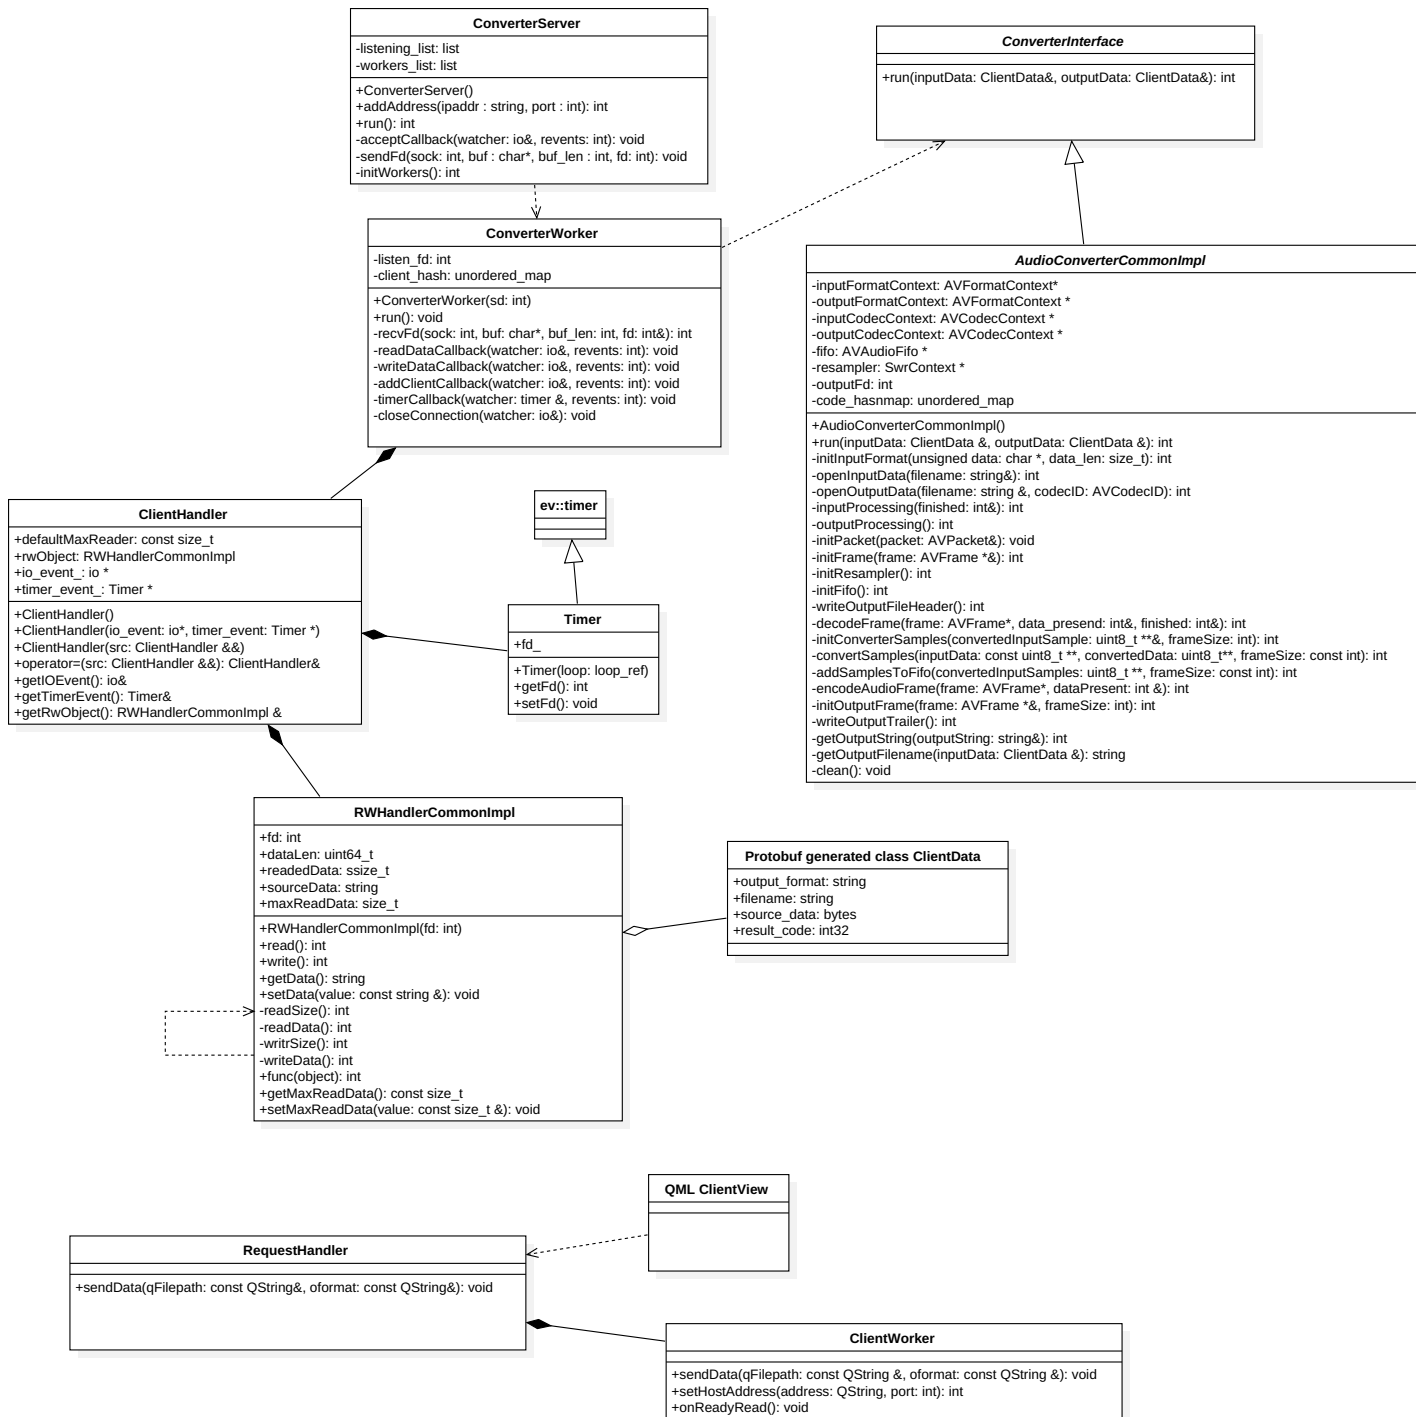 ConverterServer
-listening_list: list
-workers_list: list
+ConverterServer()
+addAddress(ipaddr : string, port : int): int
+run(): int
-acceptCallback(watcher: io&, revents: int): void
-sendFd(sock: int, buf : char*, buf_len : int, fd: int): void
-initWorkers(): int
ConverterInterface
+run(inputData: ClientData&, outputData: ClientData&): int
ConverterWorker
-listen_fd: int
-client_hash: unordered_map
+ConverterWorker(sd: int)
+run(): void
-recvFd(sock: int, buf: char*, buf_len: int, fd: int&): int
-readDataCallback(watcher: io&, revents: int): void
-writeDataCallback(watcher: io&, revents: int): void
-addClientCallback(watcher: io&, revents: int): void
-timerCallback(watcher: timer &, revents: int): void
-closeConnection(watcher: io&): void
AudioConverterCommonImpl
-inputFormatContext: AVFormatContext*
-outputFormatContext: AVFormatContext *
-inputCodecContext: AVCodecContext *
-outputCodecContext: AVCodecContext *
-fifo: AVAudioFifo *
-resampler: SwrContext *
-outputFd: int
-code_hasnmap: unordered_map
+AudioConverterCommonImpl()
+run(inputData: ClientData &, outputData: ClientData &): int
-initInputFormat(unsigned data: char *, data_len: size_t): int
-openInputData(filename: string&): int
-openOutputData(filename: string &, codecID: AVCodecID): int
-inputProcessing(finished: int&): int
-outputProcessing(): int
-initPacket(packet: AVPacket&): void
-initFrame(frame: AVFrame *&): int
-initResampler(): int
-initFifo(): int
-writeOutputFileHeader(): int
-decodeFrame(frame: AVFrame*, data_presend: int&, finished: int&): int
-initConverterSamples(convertedInputSample: uint8_t **&, frameSize: int): int
-convertSamples(inputData: const uint8_t **, convertedData: uint8_t**, frameSize: const int): int
-addSamplesToFifo(convertedInputSamples: uint8_t **, frameSize: const int): int
-encodeAudioFrame(frame: AVFrame*, dataPresent: int &): int
-initOutputFrame(frame: AVFrame *&, frameSize: int): int
-writeOutputTrailer(): int
-getOutputString(outputString: string&): int
-getOutputFilename(inputData: ClientData &): string
-clean(): void
ClientHandler
+defaultMaxReader: const size_t
+rwObject: RWHandlerCommonImpl
+io_event_: io *
+timer_event_: Timer *
+ClientHandler()
+ClientHandler(io_event: io*, timer_event: Timer *)
+ClientHandler(src: ClientHandler &&)
+operator=(src: ClientHandler &&): ClientHandler&
+getIOEvent(): io&
+getTimerEvent(): Timer&
+getRwObject(): RWHandlerCommonImpl &
ev::timer
Timer
+fd_
+Timer(loop: loop_ref)
+getFd(): int
+setFd(): void
RWHandlerCommonImpl
+fd: int
+dataLen: uint64_t
+readedData: ssize_t
+sourceData: string
+maxReadData: size_t
+RWHandlerCommonImpl(fd: int)
+read(): int
+write(): int
+getData(): string
+setData(value: const string &): void
-readSize(): int
-readData(): int
-writrSize(): int
-writeData(): int
+func(object): int
+getMaxReadData(): const size_t
+setMaxReadData(value: const size_t &): void
Protobuf generated class ClientData
+output_format: string
+filename: string
+source_data: bytes
+result_code: int32
QML ClientView
RequestHandler
+sendData(qFilepath: const QString&, oformat: const QString&): void
ClientWorker
+sendData(qFilepath: const QString &, oformat: const QString &): void
+setHostAddress(address: QString, port: int): int
+onReadyRead(): void